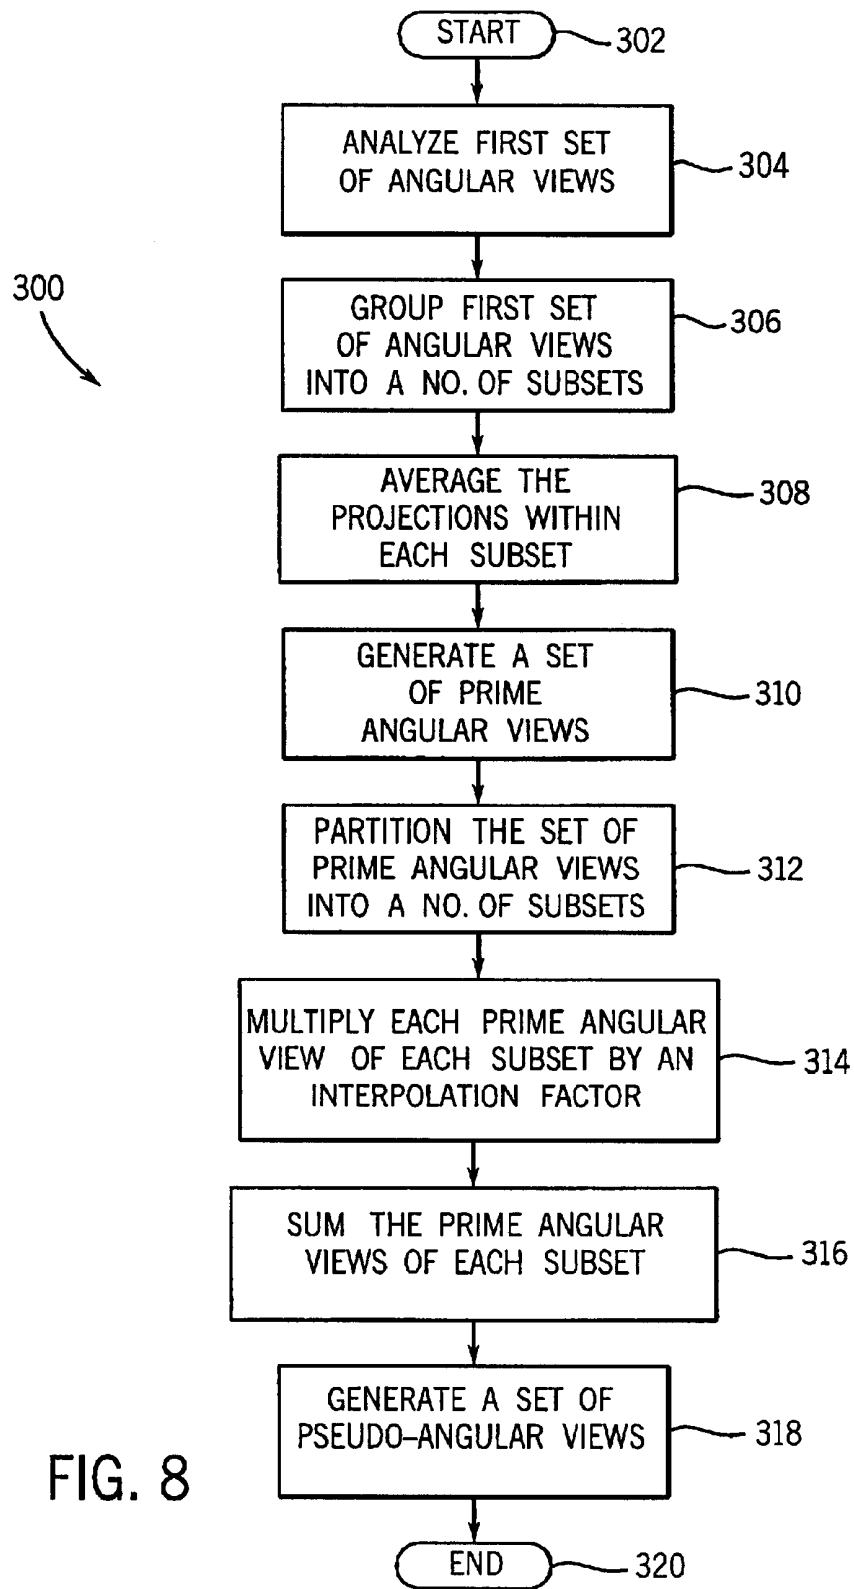 START
302
ANALYZE FIRST SET
OF ANGULAR VIEWS
304
300
GROUP FIRST SET
OF ANGULAR VIEWS
INTO A NO. OF SUBSETS
306
AVERAGE THE
PROJECTIONS WITHIN
EACH SUBSET
308
GENERATE A SET
OF PRIME
ANGULAR VIEWS
310
PARTITION THE SET OF
PRIME ANGULAR VIEWS
INTO A NO. OF SUBSETS
312
MULTIPLY EACH PRIME ANGULAR
VIEW OF EACH SUBSET BY AN
INTERPOLATION FACTOR
314
SUM THE PRIME ANGULAR
VIEWS OF EACH SUBSET
316
GENERATE A SET OF
PSEUDO-ANGULAR VIEWS
318
FIG. 8
END
320